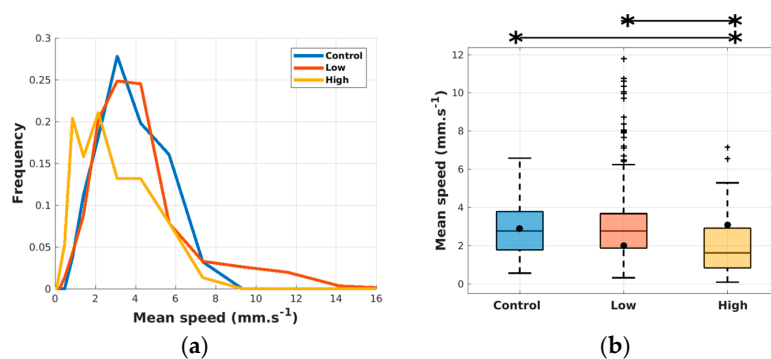 0.3
0.25
0.2
0.15
0.1
0.05
0
Frequency
0 2 4 6 8 10 12 14 16
Mean speed (mm.s-1)
Control
Low
High
(a)
12
10
8
6
4
2
0
Mean speed (mm.s-1)
Control Low High
(b)